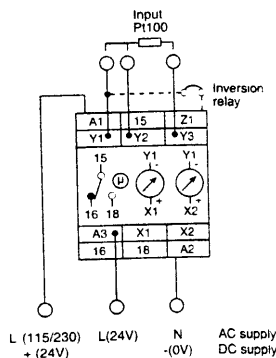 Input
Pt100
Inversion
relay
A1 15 Z1
Y1 Y2 Y3
15 μ Y1 - Y1 -
16 18 + X1 + X2
A3 X1 X2
16 18 A2
L (115/230) L(24V) N AC supply
+ (24V) -(0V) DC supply